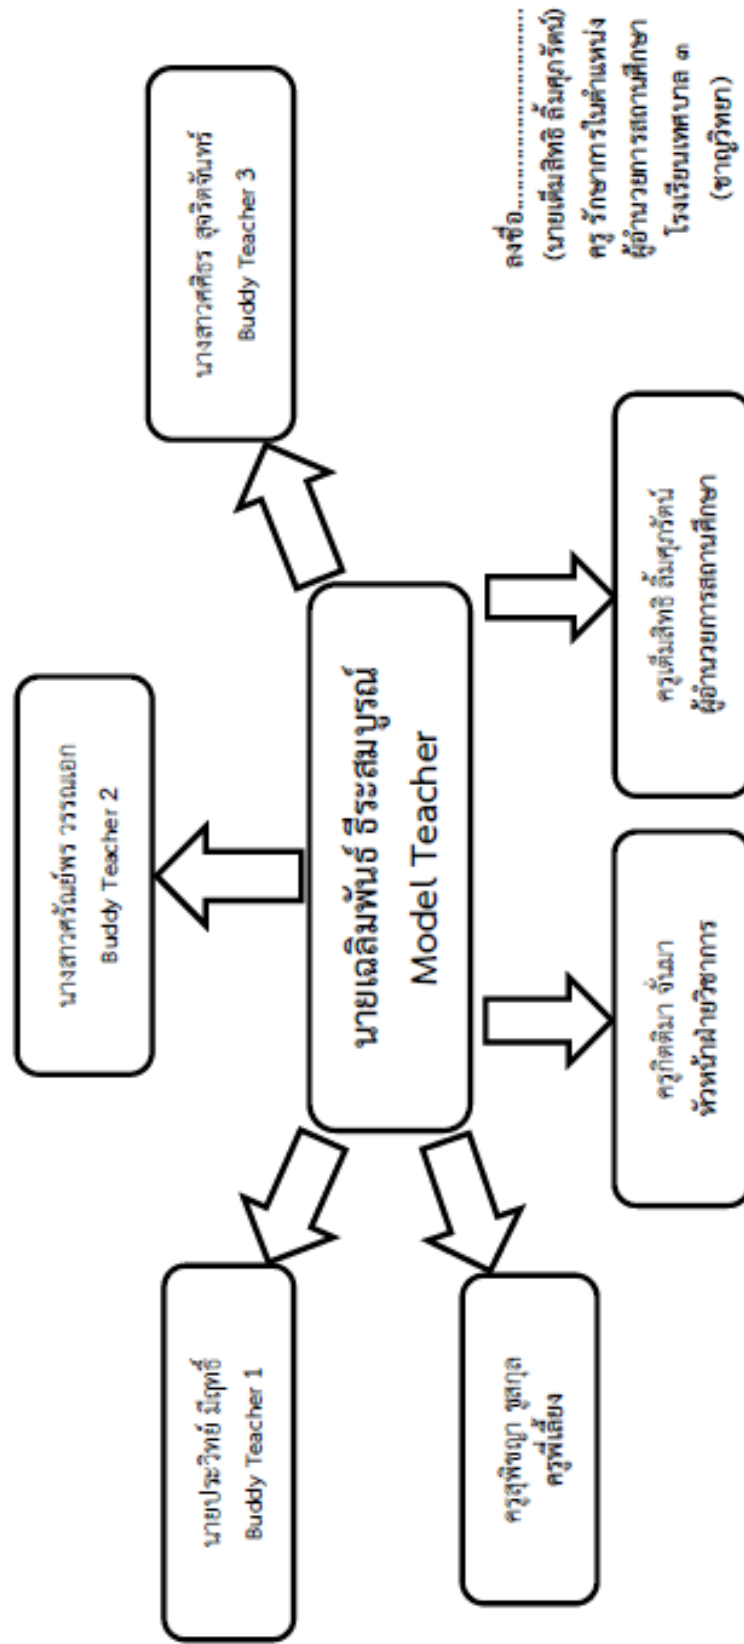 นางสาวศรัณย์พร วรรณเอก
Buddy Teacher 2
นายประวิทย์ มีฤทธิ์
Buddy Teacher 1
นางสาวศศิธร สุจริตจันทร์
Buddy Teacher 3
นายเฉลิมพันธ์ ธีระสมบูรณ์
Model Teacher
ครูสุพิชญา ชูสกุล
ครูพี่เลี้ยง
ครูกิตติมา จั่นมา
หัวหน้าฝ่ายวิชาการ
ครูเต็มสิทธิ ลิ้มศุภรัตน์
ผู้อำนวยการสถานศึกษา
ลงชื่อ................................
(นายเต็มสิทธิ ลิ้มศุภรัตน์)
ครู รักษาการในตำแหน่ง
ผู้อำนวยการสถานศึกษา
โรงเรียนเทศบาล ๓
(ชาญวิทยา)